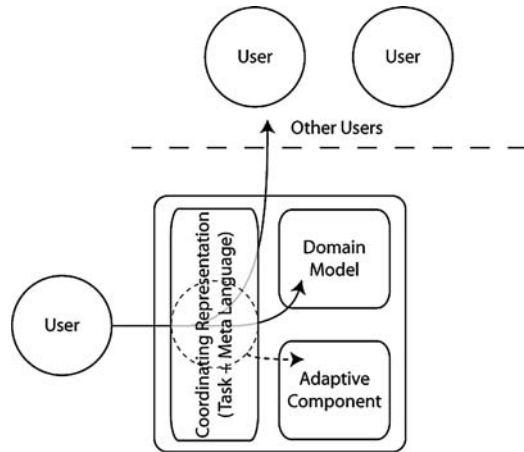 User
User
Other Users
Coordinating Representation
(Task + Meta Language)
Domain
Model
User
Adaptive
Component